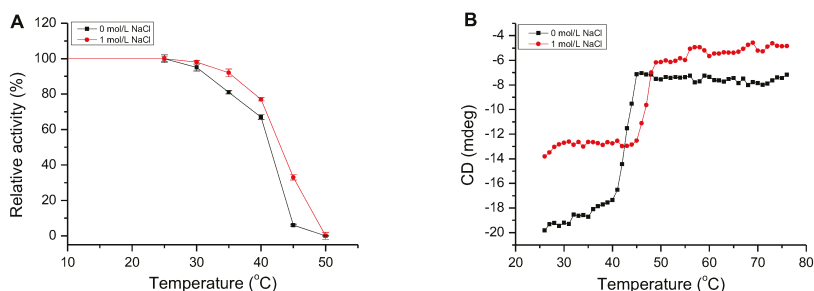 A
0 mol/L NaCl
1 mol/L NaCl
Relative activity (%)
120
100
80
60
40
20
0
10
20
30
40
50
Temperature (°C)
B
0 mol/L NaCl
1 mol/L NaCl
CD (mdeg)
-4
-6
-8
-10
-12
-14
-16
-18
-20
20
30
40
50
60
70
80
Temperature (°C)